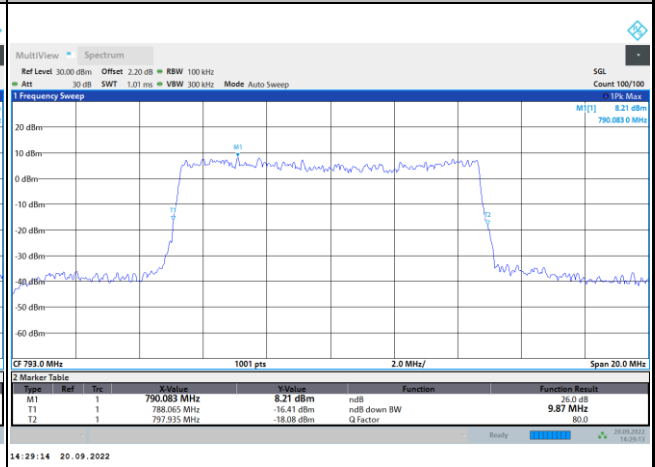 MultiView Spectrum
Ref Level 30.00 dBm Offset 2.20 dB RBW 100 kHz SGL
Att 30 dB SWT 1.01 ms VBW 300 kHz Mode Auto Sweep Count 100/100
1 Frequency Sweep 1Pk Max
M1[1] 8.21 dBm
790.083 0 MHz
20 dBm
M1
10 dBm
0 dBm
-10 dBm
T1
T2
-20 dBm
-30 dBm
-40 dBm
-50 dBm
-60 dBm
CF 793.0 MHz 1001 pts 2.0 MHz/ Span 20.0 MHz
2 Marker Table
Type Ref Trc X-Value Y-Value Function Function Result
M1 1 790.083 MHz 8.21 dBm ndB 26.0 dB
T1 1 788.065 MHz -16.41 dBm ndB down BW 9.87 MHz
T2 1 797.935 MHz -18.08 dBm Q Factor 80.0
Ready 20.09.2022
14:29:13
14:29:14 20.09.2022